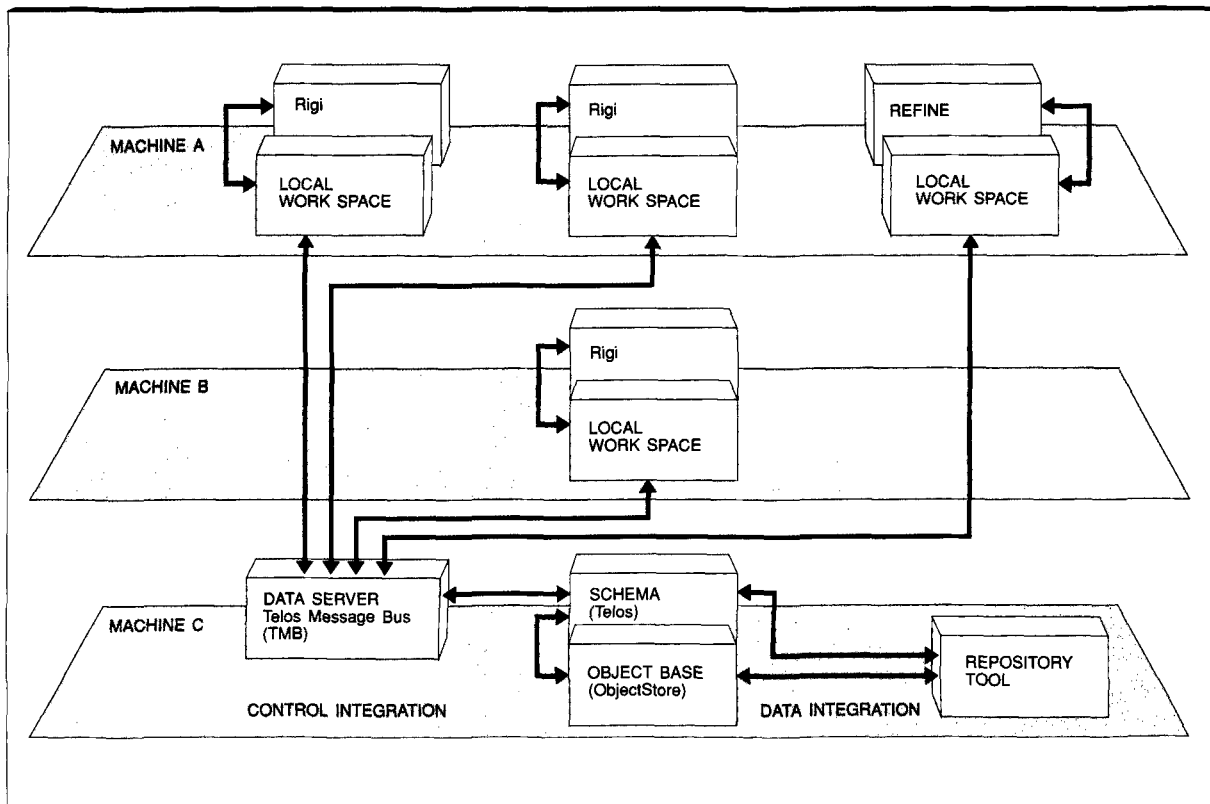 Rigi
Rigi
REFINE
MACHINE A
LOCAL
WORK SPACE
LOCAL
WORK SPACE
LOCAL
WORK SPACE
Rigi
MACHINE B
LOCAL
WORK SPACE
DATA SERVER
Telos Message Bus
(TMB)
SCHEMA
(Telos)
MACHINE C
OBJECT BASE
(ObjectStore)
REPOSITORY
TOOL
CONTROL INTEGRATION
DATA INTEGRATION